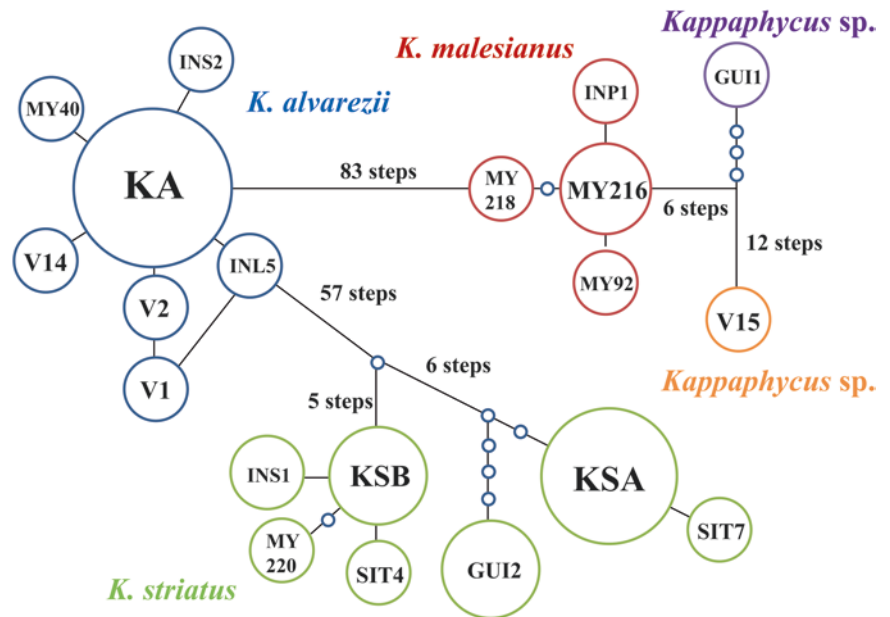 Kappaphycus sp.
K. malesianus
INS2
GUI1
INP1
MY40
K. alvarezii
KA
83 steps
MY
218
MY216
6 steps
V14
INL5
12 steps
MY92
V2
57 steps
V15
V1
6 steps
Kappaphycus sp.
5 steps
INS1
KSB
KSA
SIT7
MY
220
SIT4
GUI2
K. striatus